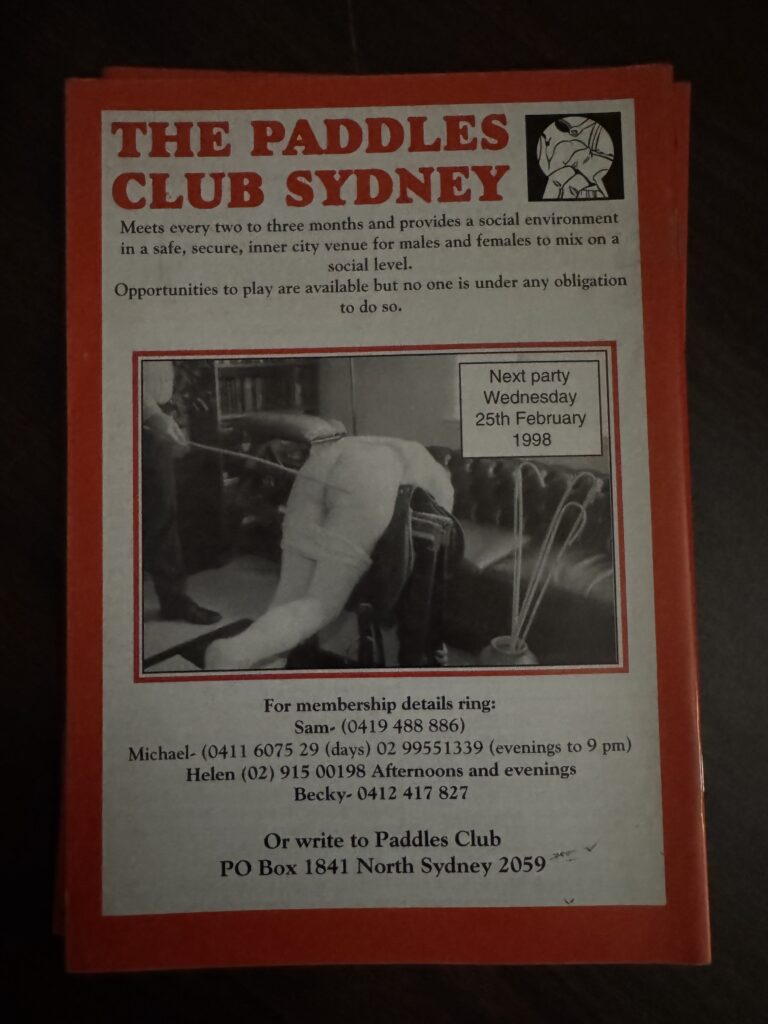 THE PADDLES
CLUB SYDNEY
Meets every two to three months and provides a social environment
in a safe, secure, inner city venue for males and females to mix on a
social level.
Opportunities to play are available but no one is under any obligation
to do so.
Next party
Wednesday
25th February
1998
For membership details ring:
Sam- (0419 488 886)
Michael- (0411 6075 29 (days) 02 99551339 (evenings to 9 pm)
Helen (02) 915 00198 Afternoons and evenings
Becky- 0412 417 827
Or write to Paddles Club
PO Box 1841 North Sydney 2059